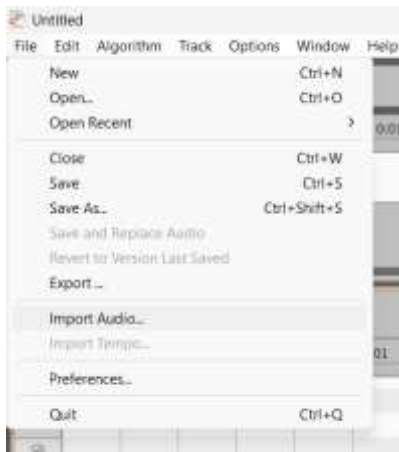 Untitled
File Edit Algorithm Track Options Window Help
New Ctrl+N
Open... Ctrl+O
Open Recent
Close Ctrl+W
Save Ctrl+S
Save As... Ctrl+Shift+S
Save and Replace Audio
Revert to Version Last Saved
Export ...
Import Audio...
Import Tempo...
Preferences...
Quit Ctrl+Q